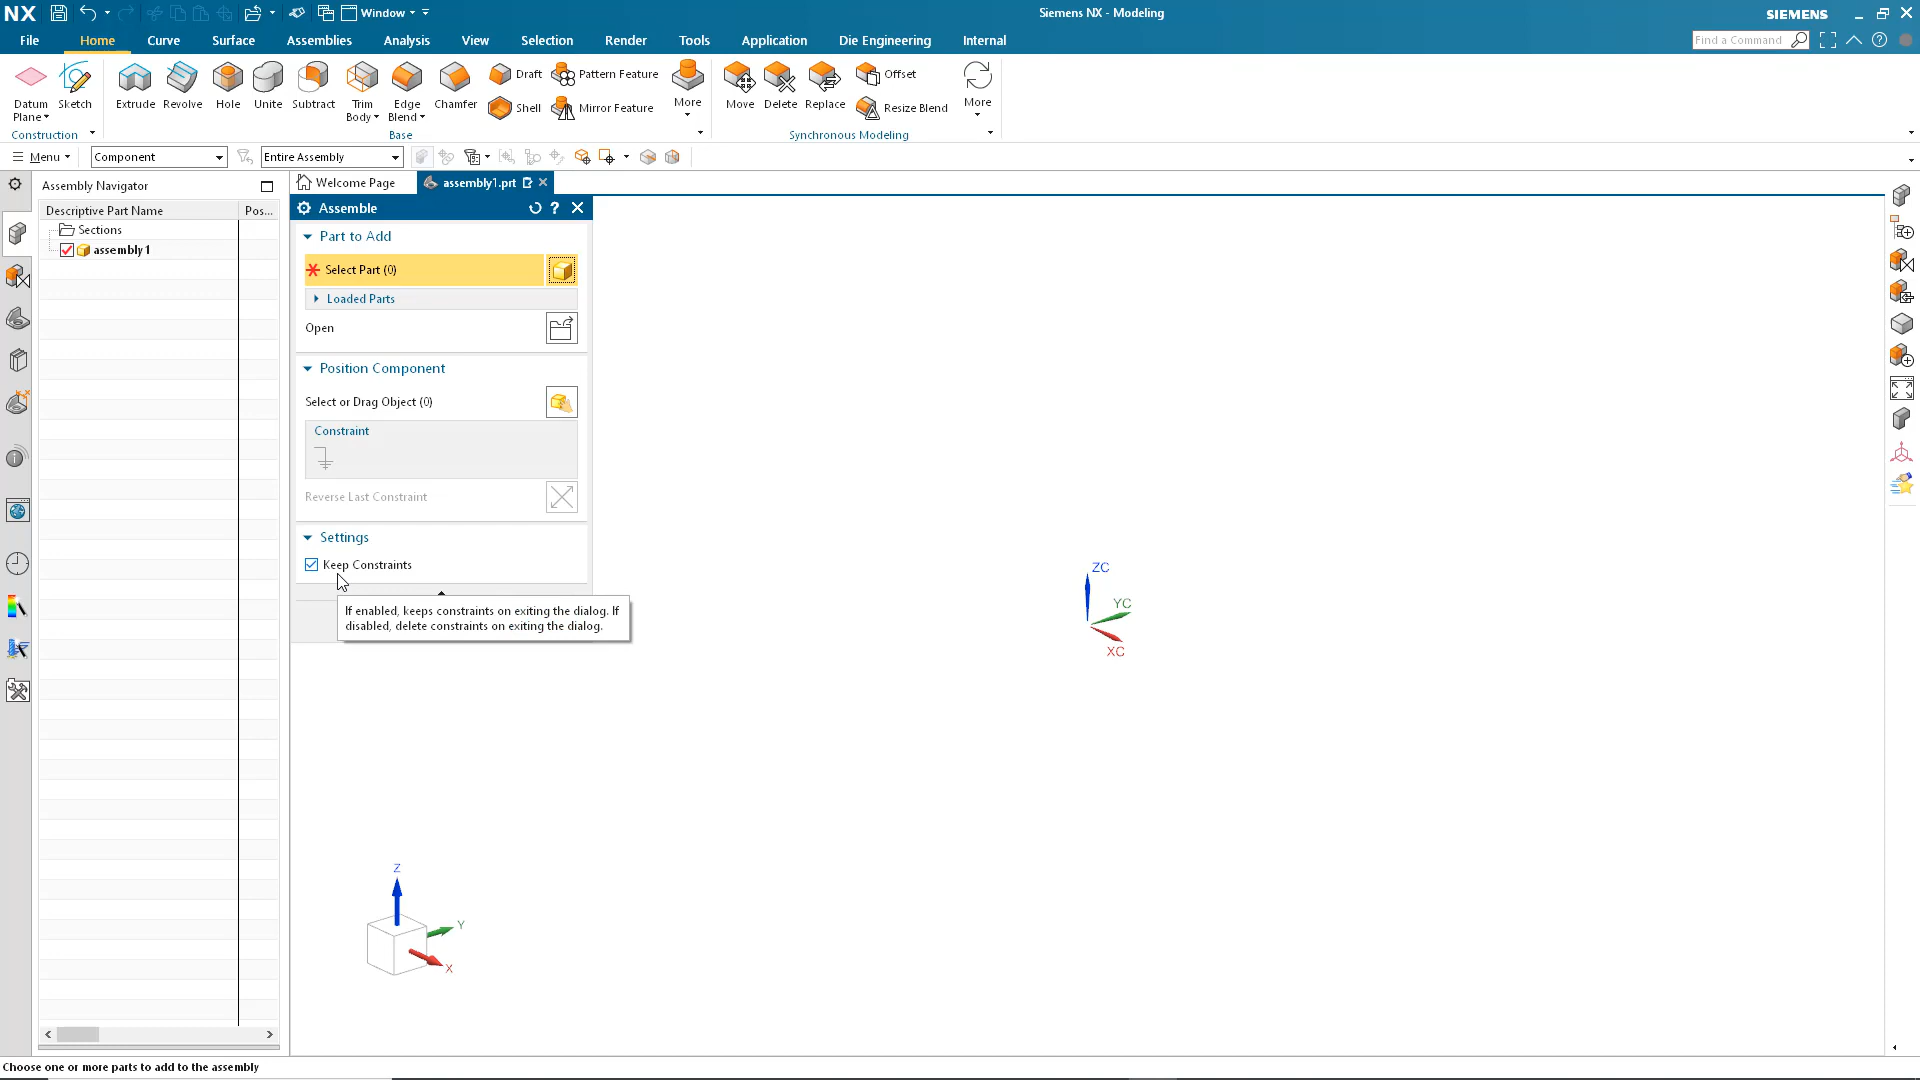 NX Window Siemens NX - Modeling SIEMENS
File Home Curve Surface Assemblies Analysis View Selection Render Tools Application Die Engineering Internal Find a Command
Datum Plane Sketch Extrude Revolve Hole Unite Subtract Trim Body Edge Blend Chamfer Draft Shell Pattern Feature Mirror Feature More Move Delete Replace Offset Resize Blend More
Construction Base Synchronous Modeling
Menu Component Entire Assembly
Assembly Navigator Welcome Page assembly1.prt
Descriptive Part Name Pos...
Sections
assembly1
Assemble
Part to Add
Select Part (0)
Loaded Parts
Open
Position Component
Select or Drag Object (0)
Constraint
Reverse Last Constraint
Settings
Keep Constraints
If enabled, keeps constraints on exiting the dialog. If
disabled, delete constraints on exiting the dialog.
ZC
YC
XC
Z
Y
X
Choose one or more parts to add to the assembly